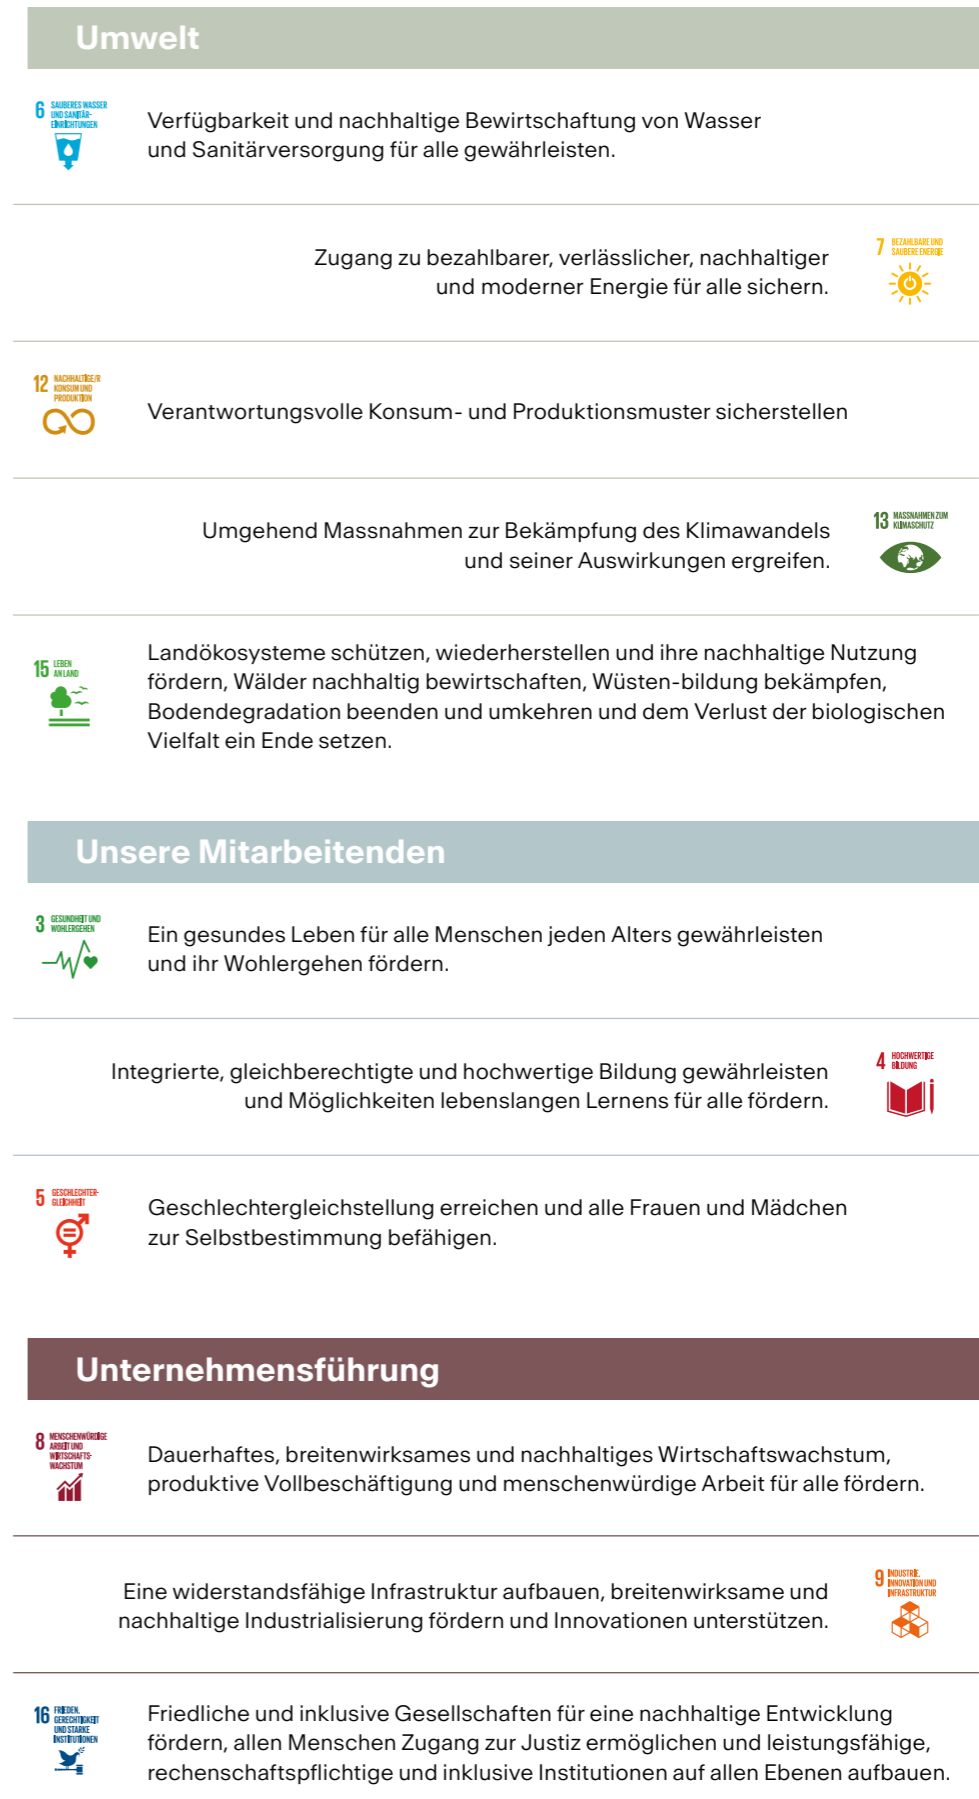 Umwelt
6 SAUBERES WASSER
UND SANITÄR-
EINRICHTUNGEN
Verfügbarkeit und nachhaltige Bewirtschaftung von Wasser
und Sanitärversorgung für alle gewährleisten.
Zugang zu bezahlbarer, verlässlicher, nachhaltiger
und moderner Energie für alle sichern.
7 BEZAHLBARE UND
SAUBERE ENERGIE
12 NACHHALTIGE/R
KONSUM UND
PRODUKTION
Verantwortungsvolle Konsum- und Produktionsmuster sicherstellen
Umgehend Massnahmen zur Bekämpfung des Klimawandels
und seiner Auswirkungen ergreifen.
13 MASSNAHMEN ZUM
KLIMASCHUTZ
15 LEBEN
AN LAND
Landökosysteme schützen, wiederherstellen und ihre nachhaltige Nutzung
fördern, Wälder nachhaltig bewirtschaften, Wüsten-bildung bekämpfen,
Bodendegradation beenden und umkehren und dem Verlust der biologischen
Vielfalt ein Ende setzen.
Unsere Mitarbeitenden
3 GESUNDHEIT UND
WOHLERGEHEN
Ein gesundes Leben für alle Menschen jeden Alters gewährleisten
und ihr Wohlergehen fördern.
Integrierte, gleichberechtigte und hochwertige Bildung gewährleisten
und Möglichkeiten lebenslangen Lernens für alle fördern.
4 HOCHWERTIGE
BILDUNG
5 GESCHLECHTER-
GLEICHHEIT
Geschlechtergleichstellung erreichen und alle Frauen und Mädchen
zur Selbstbestimmung befähigen.
Unternehmensführung
8 MENSCHENWÜRDIGE
ARBEIT UND
WIRTSCHAFTS-
WACHSTUM
Dauerhaftes, breitenwirksames und nachhaltiges Wirtschaftswachstum,
produktive Vollbeschäftigung und menschenwürdige Arbeit für alle fördern.
Eine widerstandsfähige Infrastruktur aufbauen, breitenwirksame und
nachhaltige Industrialisierung fördern und Innovationen unterstützen.
9 INDUSTRIE,
INNOVATION UND
INFRASTRUKTUR
16 FRIEDEN,
GERECHTIGKEIT
UND STARKE
INSTITUTIONEN
Friedliche und inklusive Gesellschaften für eine nachhaltige Entwicklung
fördern, allen Menschen Zugang zur Justiz ermöglichen und leistungsfähige,
rechenschaftspflichtige und inklusive Institutionen auf allen Ebenen aufbauen.